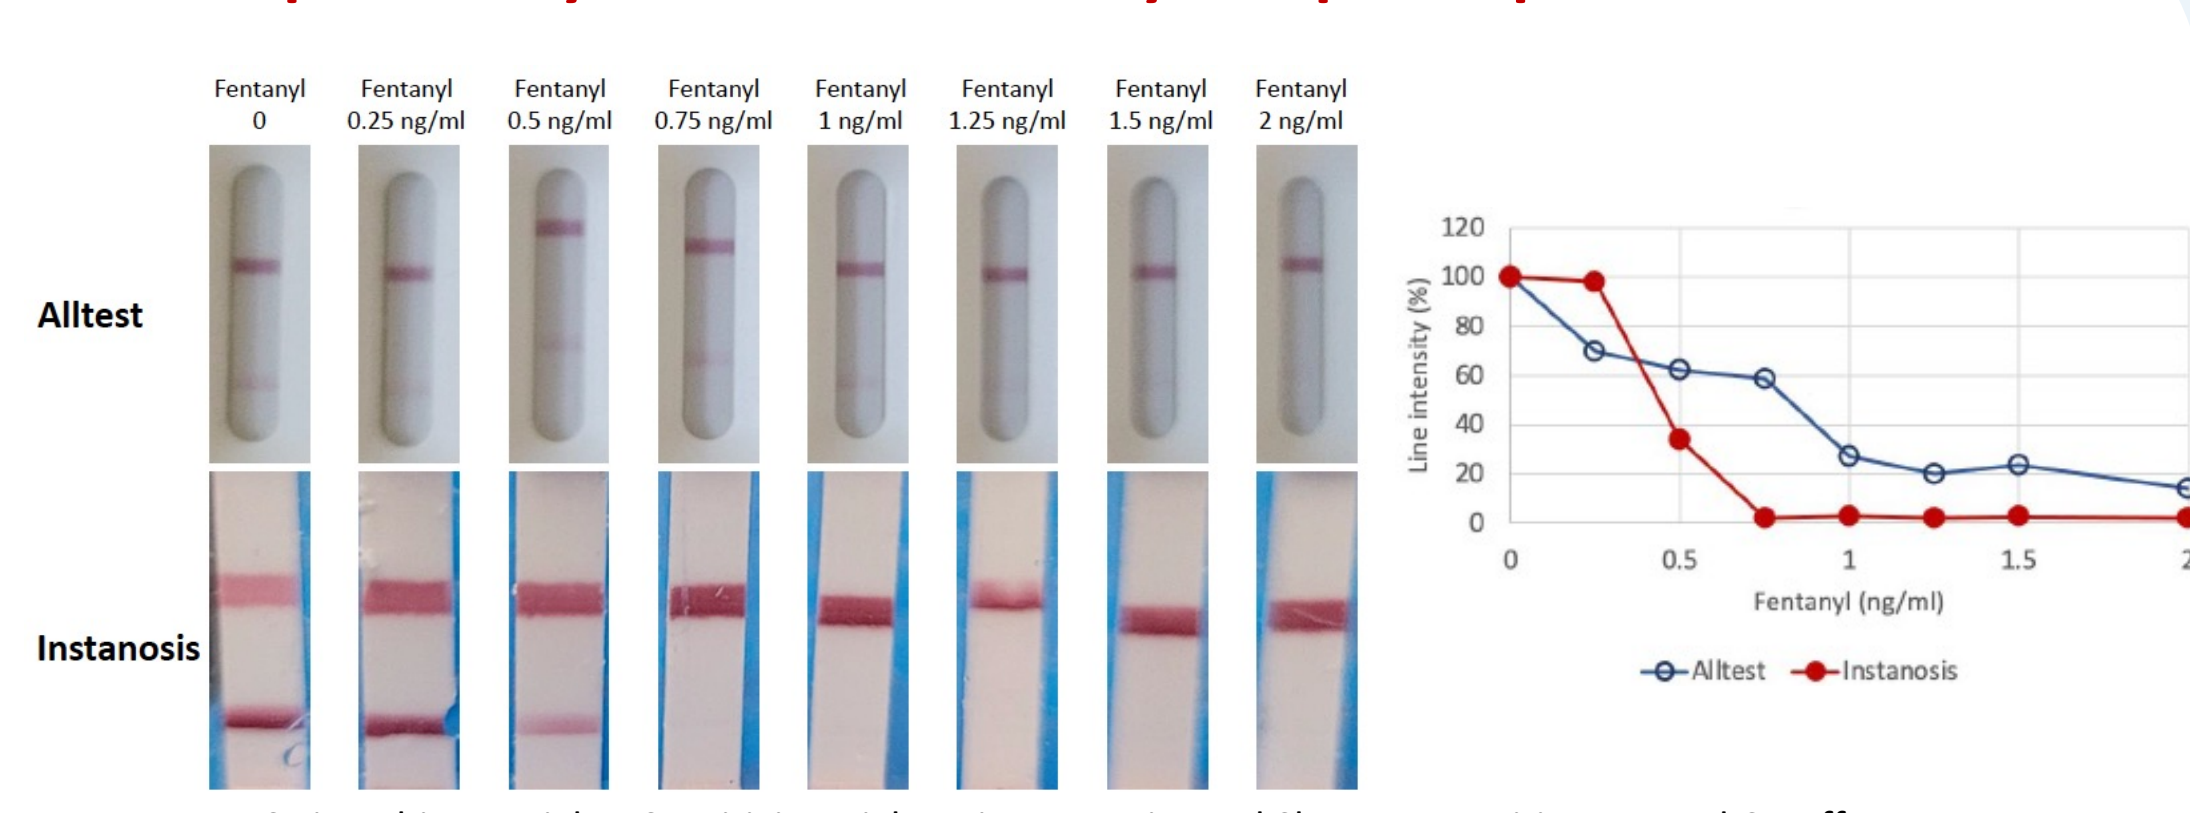 Fentanyl
0
Fentanyl
0.25 ng/ml
Fentanyl
0.5 ng/ml
Fentanyl
0.75 ng/ml
Fentanyl
1 ng/ml
Fentanyl
1.25 ng/ml
Fentanyl
1.5 ng/ml
Fentanyl
2 ng/ml
Alltest
Instanosis
Line intensity (%)
120
100
80
60
40
20
0
0 0.5 1 1.5 2
Fentanyl (ng/ml)
Alltest Instanosis